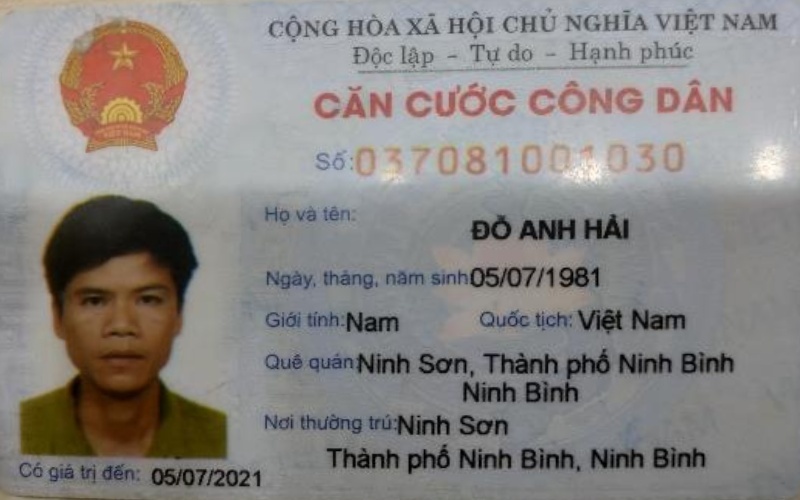 CỘNG HÒA XÃ HỘI CHỦ NGHĨA VIỆT NAM
Độc lập - Tự do - Hạnh phúc
CĂN CƯỚC CÔNG DÂN
Số: 037081001030
Họ và tên: ĐỖ ANH HẢI
Ngày, tháng, năm sinh: 05/07/1981
Giới tính: Nam Quốc tịch: Việt Nam
Quê quán: Ninh Sơn, Thành phố Ninh Bình
Ninh Bình
Nơi thường trú: Ninh Sơn
Thành phố Ninh Bình, Ninh Bình
Có giá trị đến: 05/07/2021